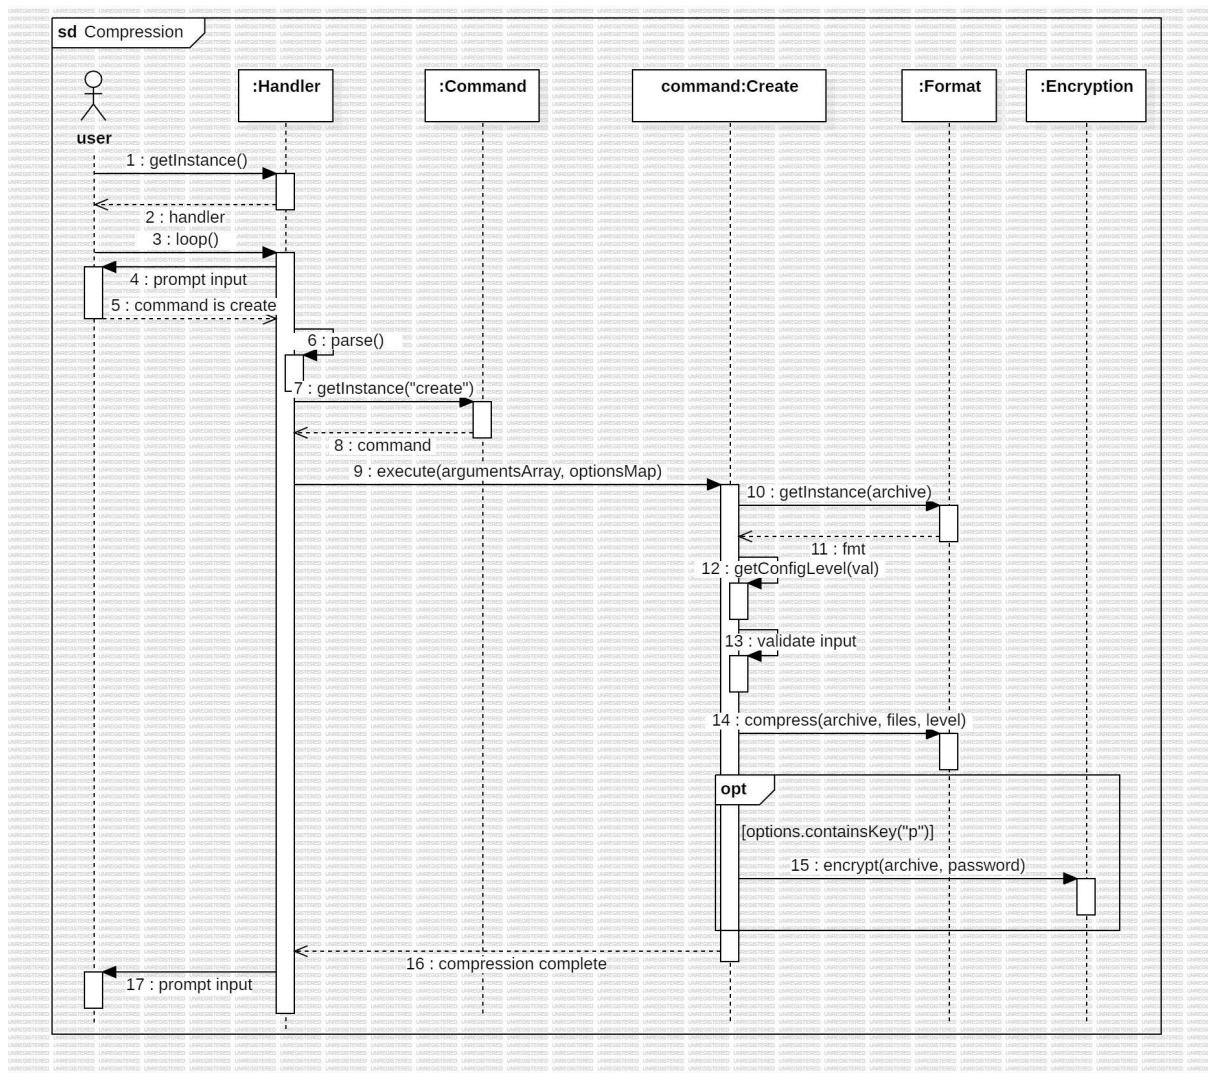 sd Compression
:Handler
:Command
command:Create
:Format
:Encryption
user
1 : getInstance()
2 : handler
3 : loop()
4 : prompt input
5 : command is create
6 : parse()
7 : getInstance("create")
8 : command
9 : execute(argumentsArray, optionsMap)
10 : getInstance(archive)
11 : fmt
12 : getConfigLevel(val)
13 : validate input
14 : compress(archive, files, level)
opt
[options.containsKey("p")]
15 : encrypt(archive, password)
16 : compression complete
17 : prompt input
UNREGISTERED